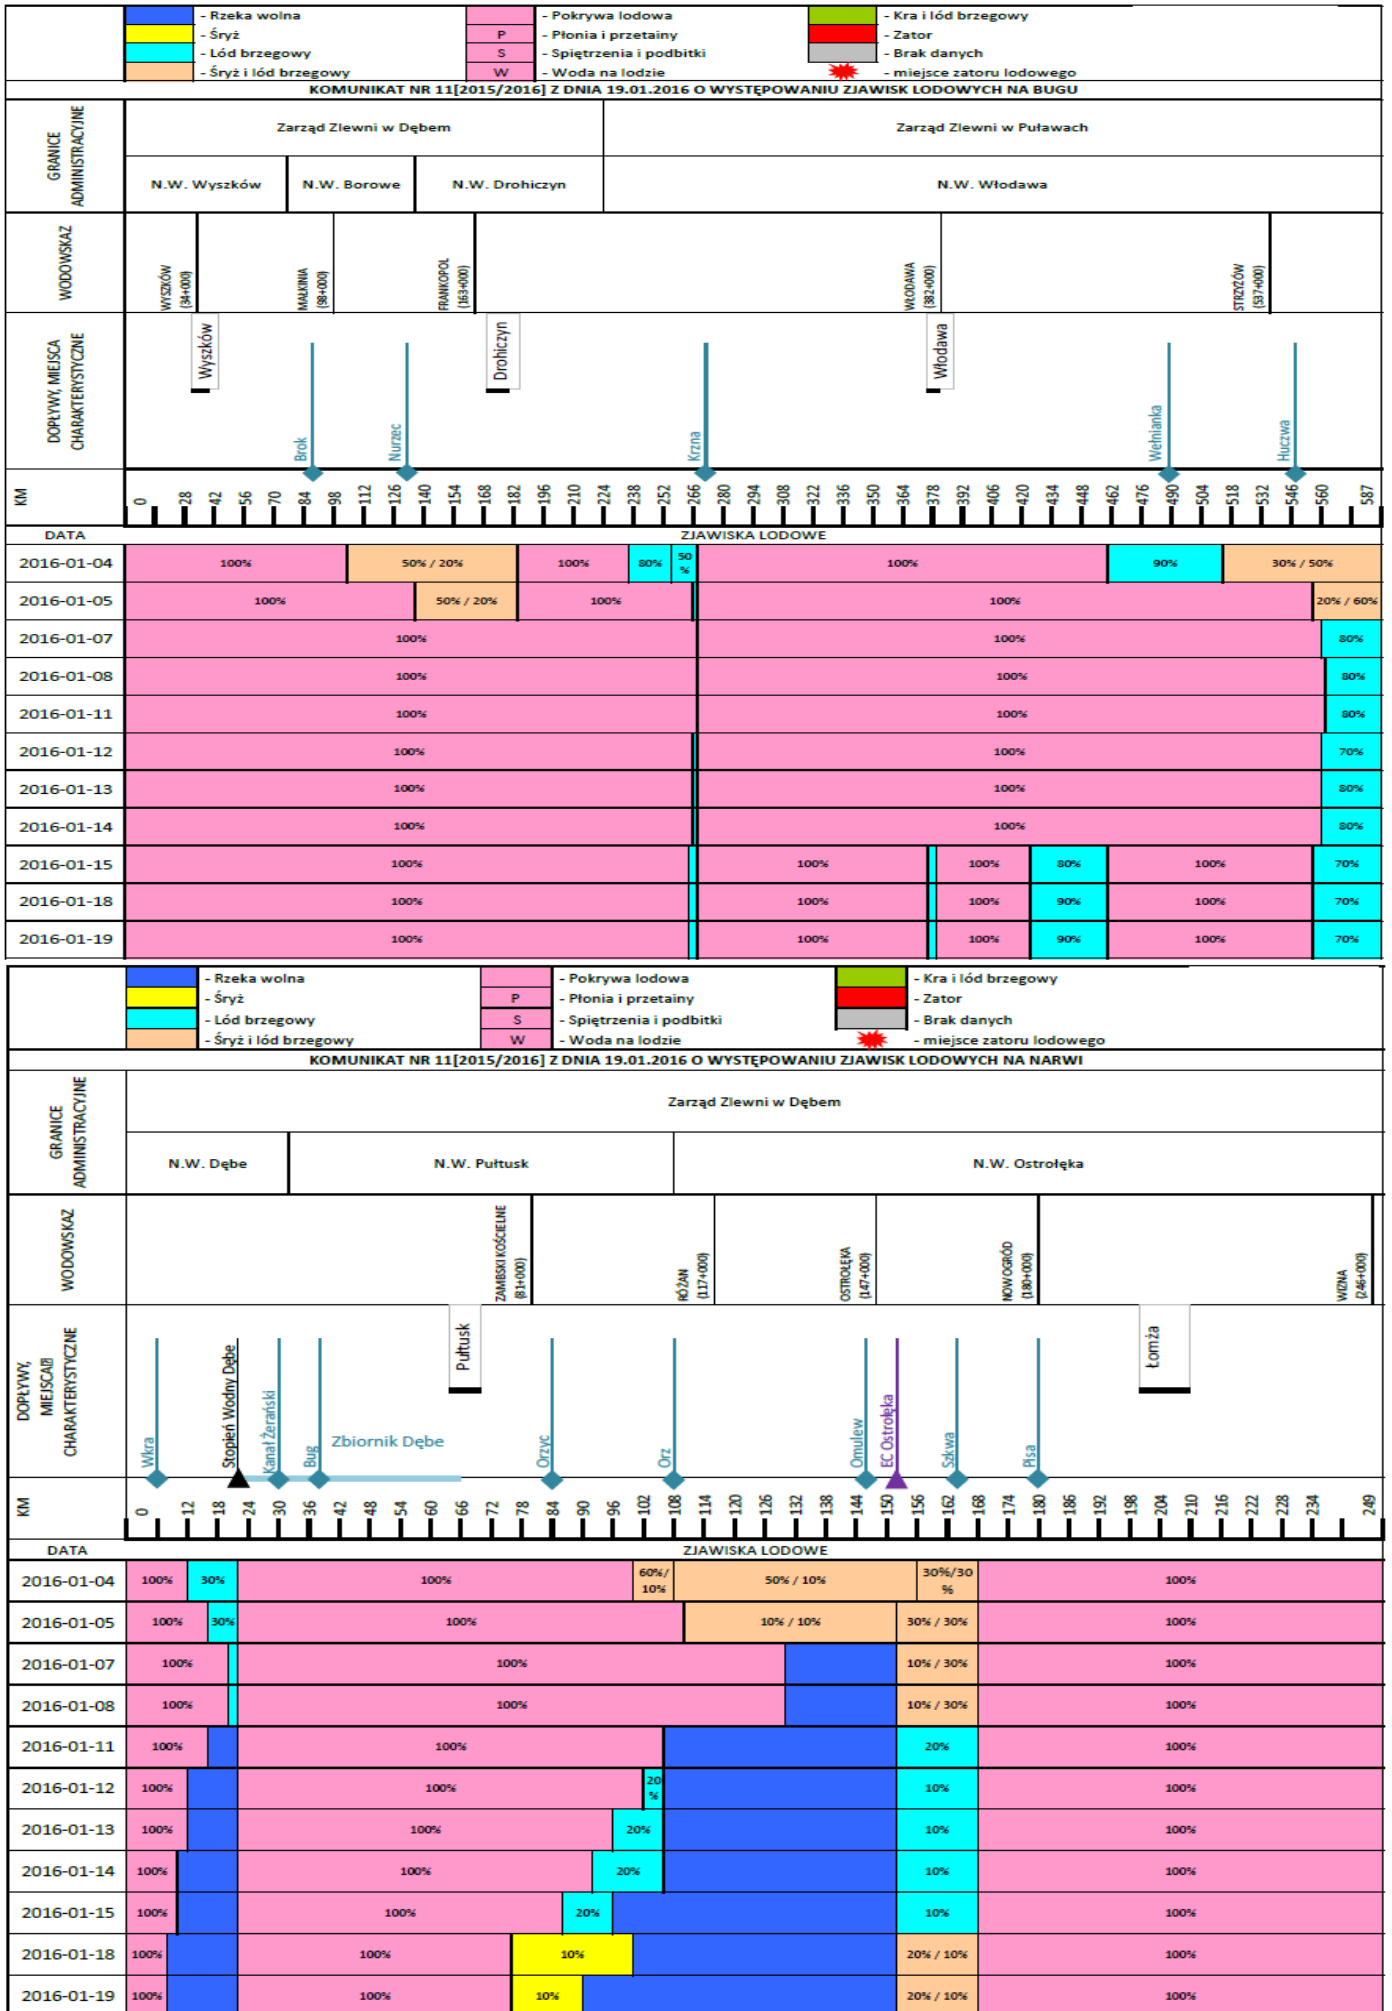 - Rzeka wolna - Pokrywa lodowa - Kra i lód brzegowy
- Śryż P - Płonia i przetainy - Zator
- Lód brzegowy S - Spiętrzenia i podbitki - Brak danych
- Śryż i lód brzegowy W - Woda na lodzie - miejsce zatoru lodowego
KOMUNIKAT NR 11[2015/2016] Z DNIA 19.01.2016 O WYSTĘPOWANIU ZJAWISK LODOWYCH NA BUGU
GRANICE ADMINISTRACYJNE
Zarząd Zlewni w Dębem Zarząd Zlewni w Puławach
N.W. Wyszków N.W. Borowe N.W. Drohiczyn N.W. Włodawa
WODOWSKAZ
WYSZKÓW (34+000) MAŁKINIA (98+000) FRANKOPOL (163+000) WŁODAWA (382+000) STRZYŻÓW (537+000)
DOPŁYWY, MIEJSCA CHARAKTERYSTYCZNE
Wyszków Brok Nurzec Drohiczyn Krzna Włodawa Wełnianka Huczwa
KM 0 28 42 56 70 84 98 112 126 140 154 168 182 196 210 224 238 252 266 280 294 308 322 336 350 364 378 392 406 420 434 448 462 476 490 504 518 532 546 560 587
DATA ZJAWISKA LODOWE
2016-01-04 100% 50% / 20% 100% 80% 50 % 100% 90% 30% / 50%
2016-01-05 100% 50% / 20% 100% 100% 20% / 60%
2016-01-07 100% 100% 80%
2016-01-08 100% 100% 80%
2016-01-11 100% 100% 80%
2016-01-12 100% 100% 70%
2016-01-13 100% 100% 80%
2016-01-14 100% 100% 80%
2016-01-15 100% 100% 100% 80% 100% 70%
2016-01-18 100% 100% 100% 90% 100% 70%
2016-01-19 100% 100% 100% 90% 100% 70%
- Rzeka wolna - Pokrywa lodowa - Kra i lód brzegowy
- Śryż P - Płonia i przetainy - Zator
- Lód brzegowy S - Spiętrzenia i podbitki - Brak danych
- Śryż i lód brzegowy W - Woda na lodzie - miejsce zatoru lodowego
KOMUNIKAT NR 11[2015/2016] Z DNIA 19.01.2016 O WYSTĘPOWANIU ZJAWISK LODOWYCH NA NARWI
GRANICE ADMINISTRACYJNE
Zarząd Zlewni w Dębem
N.W. Dębe N.W. Pułtusk N.W. Ostrołęka
WODOWSKAZ
ZAMBSKI KOŚCIELNE (81+000) RÓŻAN (117+000) OSTROŁĘKA (147+000) NOWOGRÓD (180+000) WIZNA (246+000)
DOPŁYWY, MIEJSCA CHARAKTERYSTYCZNE
Wkra Stopień Wodny Dębe Kanał Żerański Bug Zbiornik Dębe Pułtusk Orzyc Orz Omulew EC Ostrołęka Szkwa Pisa Łomża
KM 0 12 18 24 30 36 42 48 54 60 66 72 78 84 90 96 102 108 114 120 126 132 138 144 150 156 162 168 174 180 186 192 198 204 210 216 222 228 234 249
DATA ZJAWISKA LODOWE
2016-01-04 100% 30% 100% 60%/ 10% 50% / 10% 30%/30 % 100%
2016-01-05 100% 30% 100% 10% / 10% 30% / 30% 100%
2016-01-07 100% 100% 10% / 30% 100%
2016-01-08 100% 100% 10% / 30% 100%
2016-01-11 100% 100% 20% 100%
2016-01-12 100% 100% 20 % 10% 100%
2016-01-13 100% 100% 20% 10% 100%
2016-01-14 100% 100% 20% 10% 100%
2016-01-15 100% 100% 20% 10% 100%
2016-01-18 100% 100% 10% 20% / 10% 100%
2016-01-19 100% 100% 10% 20% / 10% 100%